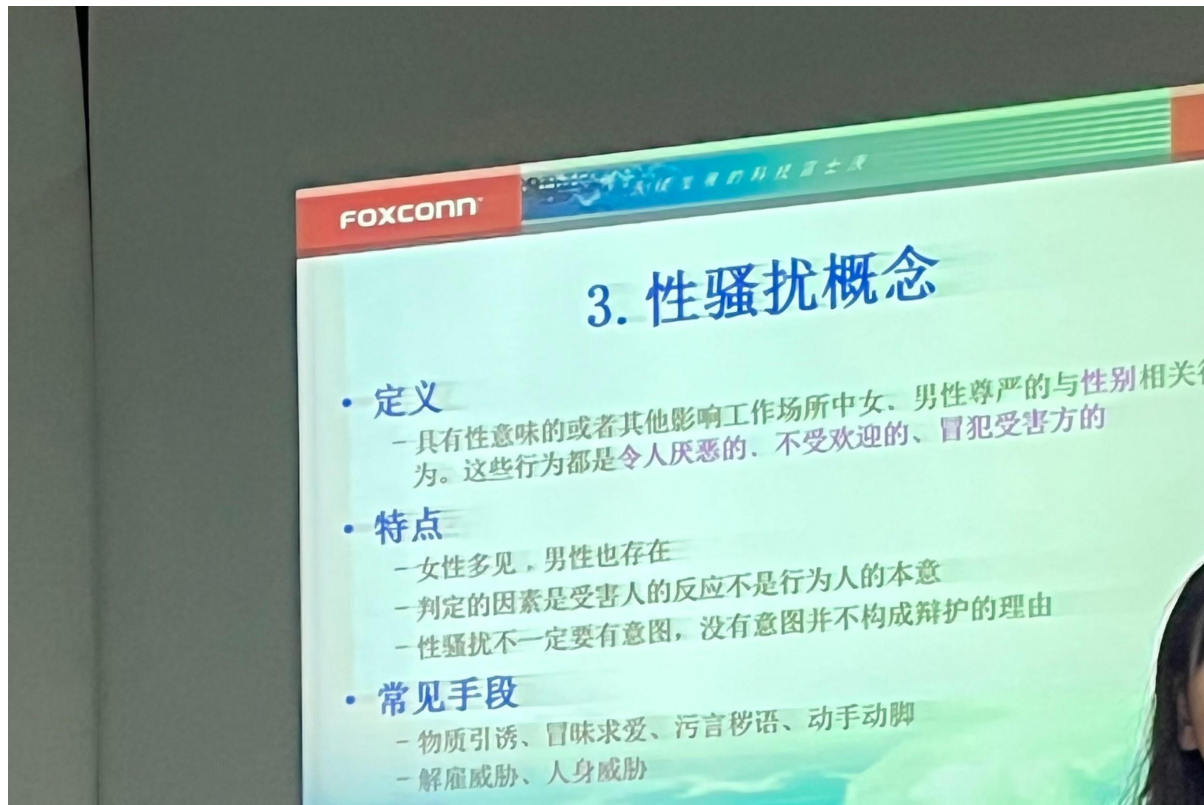 FOXCONN
的科技富士康
3. 性骚扰概念
• 定义
– 具有性意味的或者其他影响工作场所中女、男性尊严的与性别相关
为。这些行为都是令人厌恶的、不受欢迎的、冒犯受害方的
• 特点
– 女性多见，男性也存在
– 判定的因素是受害人的反应不是行为人的本意
– 性骚扰不一定要有意图，没有意图并不构成辩护的理由
• 常见手段
– 物质引诱、冒昧求爱、污言秽语、动手动脚
– 解雇威胁、人身威胁